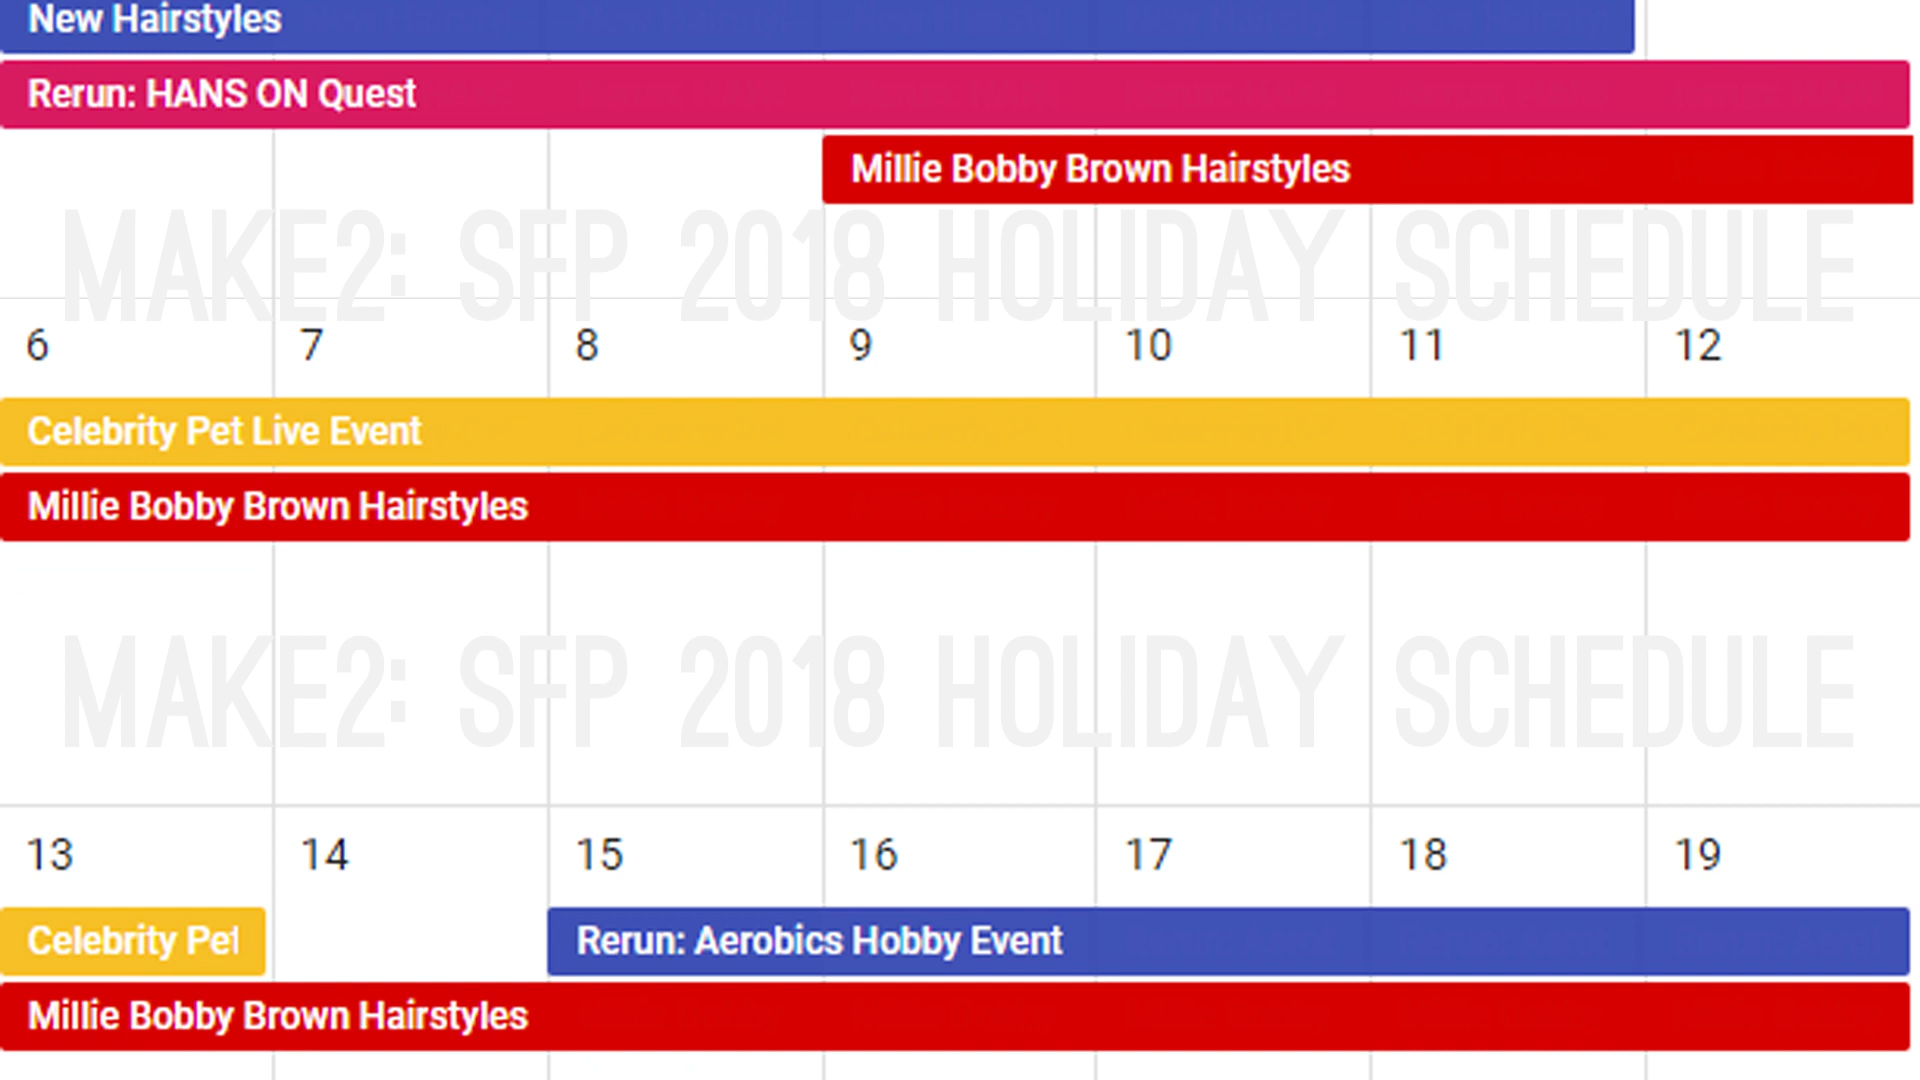 New Hairstyles
Rerun: HANS ON Quest
Millie Bobby Brown Hairstyles
MAKE2: SFP 2018 HOLIDAY SCHEDULE
6 7 8 9 10 11 12
Celebrity Pet Live Event
Millie Bobby Brown Hairstyles
MAKE2: SFP 2018 HOLIDAY SCHEDULE
13 14 15 16 17 18 19
Celebrity Pet Rerun: Aerobics Hobby Event
Millie Bobby Brown Hairstyles